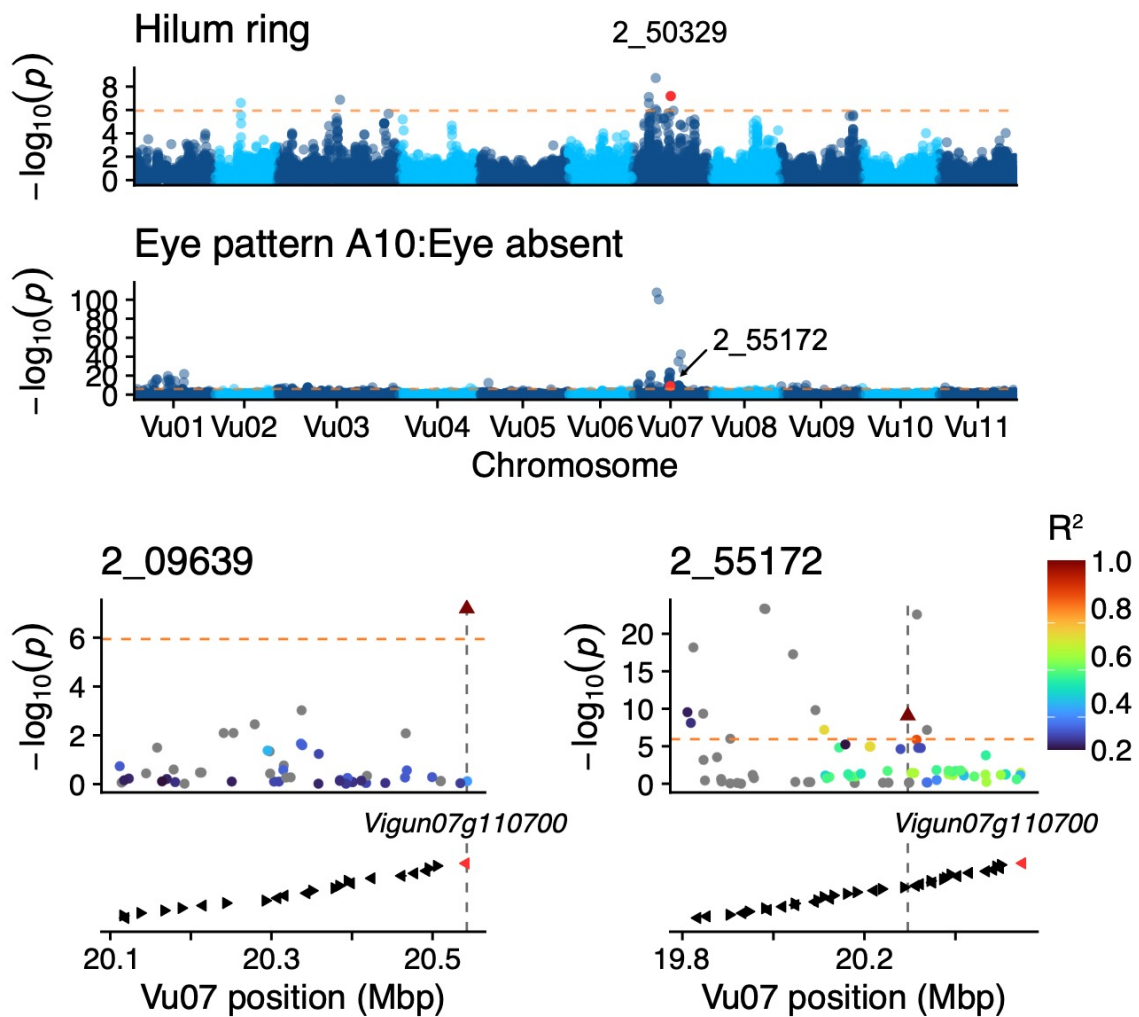 Hilum ring
2_50329
−log10(p)
8
6
4
2
0
Eye pattern A10:Eye absent
2_55172
−log10(p)
100
80
60
40
20
0
Vu01 Vu02 Vu03 Vu04 Vu05 Vu06 Vu07 Vu08 Vu09 Vu10 Vu11
Chromosome
2_09639
−log10(p)
6
4
2
0
Vigun07g110700
20.1 20.3 20.5
Vu07 position (Mbp)
2_55172
−log10(p)
20
15
10
5
0
Vigun07g110700
19.8 20.2
Vu07 position (Mbp)
R²
1.0
0.8
0.6
0.4
0.2